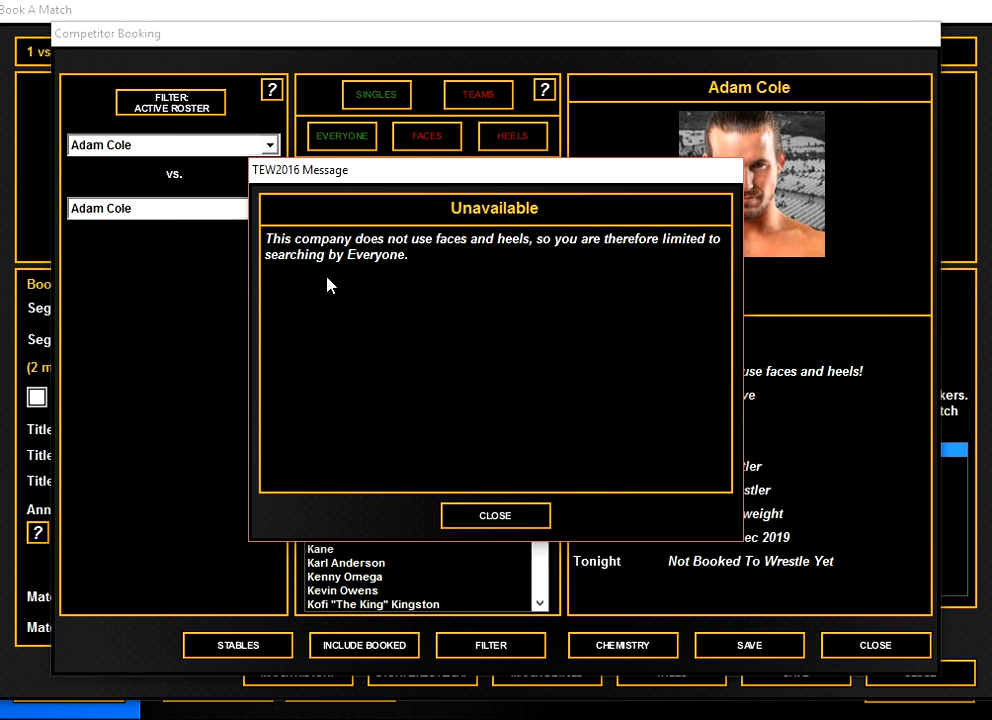 Book A Match
Competitor Booking
1 vs
FILTER:
ACTIVE ROSTER
?
SINGLES
TEAMS
?
Adam Cole
EVERYONE
FACES
HEELS
Adam Cole
vs.
Adam Cole
TEW2016 Message
Unavailable
This company does not use faces and heels, so you are therefore limited to
searching by Everyone.
CLOSE
Boo
Seg
Seg
(2 m
Title
Title
Title
Ann
?
Mat
Mat
use faces and heels!
ve
kers.
tch
tler
stler
weight
ec 2019
Tonight
Not Booked To Wrestle Yet
Kane
Karl Anderson
Kenny Omega
Kevin Owens
Kofi "The King" Kingston
STABLES
INCLUDE BOOKED
FILTER
CHEMISTRY
SAVE
CLOSE